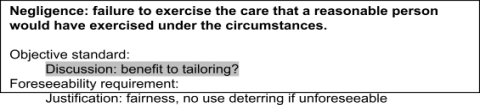 Negligence: failure to exercise the care that a reasonable person
would have exercised under the circumstances.
Objective standard:
Discussion: benefit to tailoring?
Foreseeability requirement:
Justification: fairness, no use deterring if unforeseeable